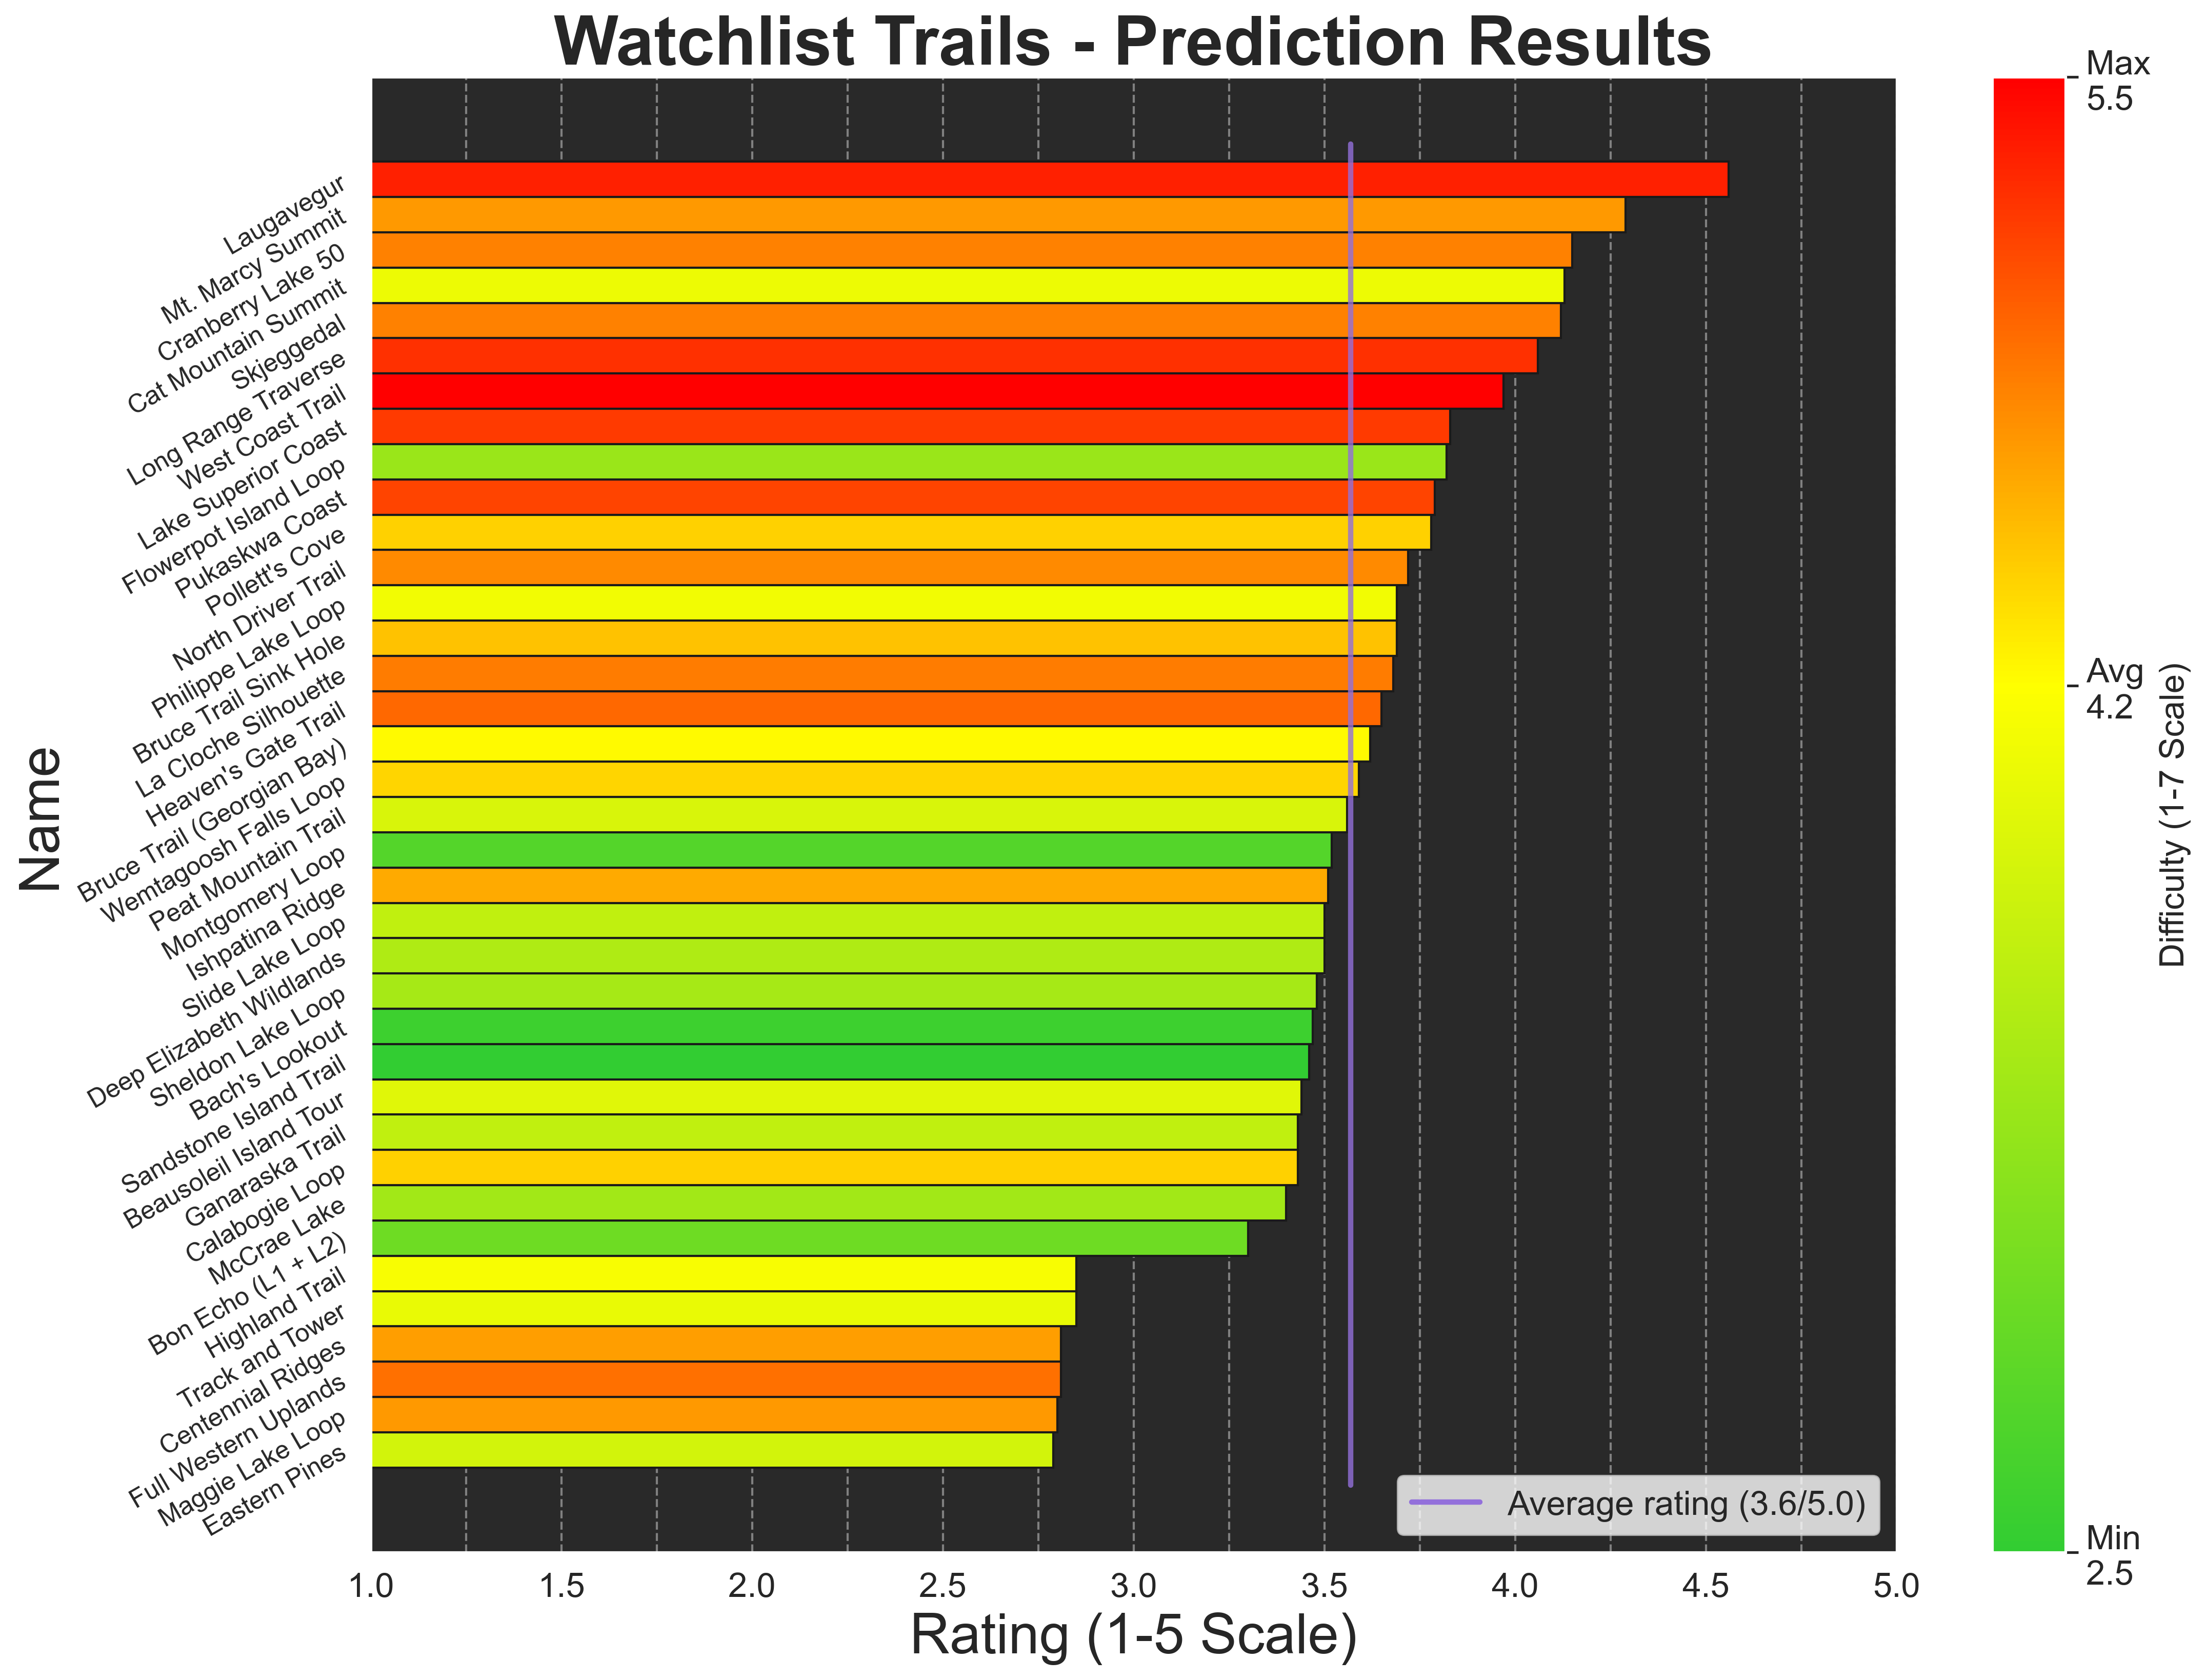 Watchlist Trails - Prediction Results
Name
Laugavegur
Mt. Marcy Summit
Cranberry Lake 50
Cat Mountain Summit
Skjeggedal
Long Range Traverse
West Coast Trail
Lake Superior Coast
Flowerpot Island Loop
Pukaskwa Coast
Pollett's Cove
North Driver Trail
Philippe Lake Loop
Bruce Trail Sink Hole
La Cloche Silhouette
Heaven's Gate Trail
Bruce Trail (Georgian Bay)
Wemtagoosh Falls Loop
Peat Mountain Trail
Montgomery Loop
Ishpatina Ridge
Slide Lake Loop
Deep Elizabeth Wildlands
Sheldon Lake Loop
Bach's Lookout
Sandstone Island Trail
Beausoleil Island Tour
Ganaraska Trail
Calabogie Loop
McCrae Lake
Bon Echo (L1 + L2)
Highland Trail
Track and Tower
Centennial Ridges
Full Western Uplands
Maggie Lake Loop
Eastern Pines
Average rating (3.6/5.0)
1.0 1.5 2.0 2.5 3.0 3.5 4.0 4.5 5.0
Rating (1-5 Scale)
Max
5.5
Avg
4.2
Min
2.5
Difficulty (1-7 Scale)